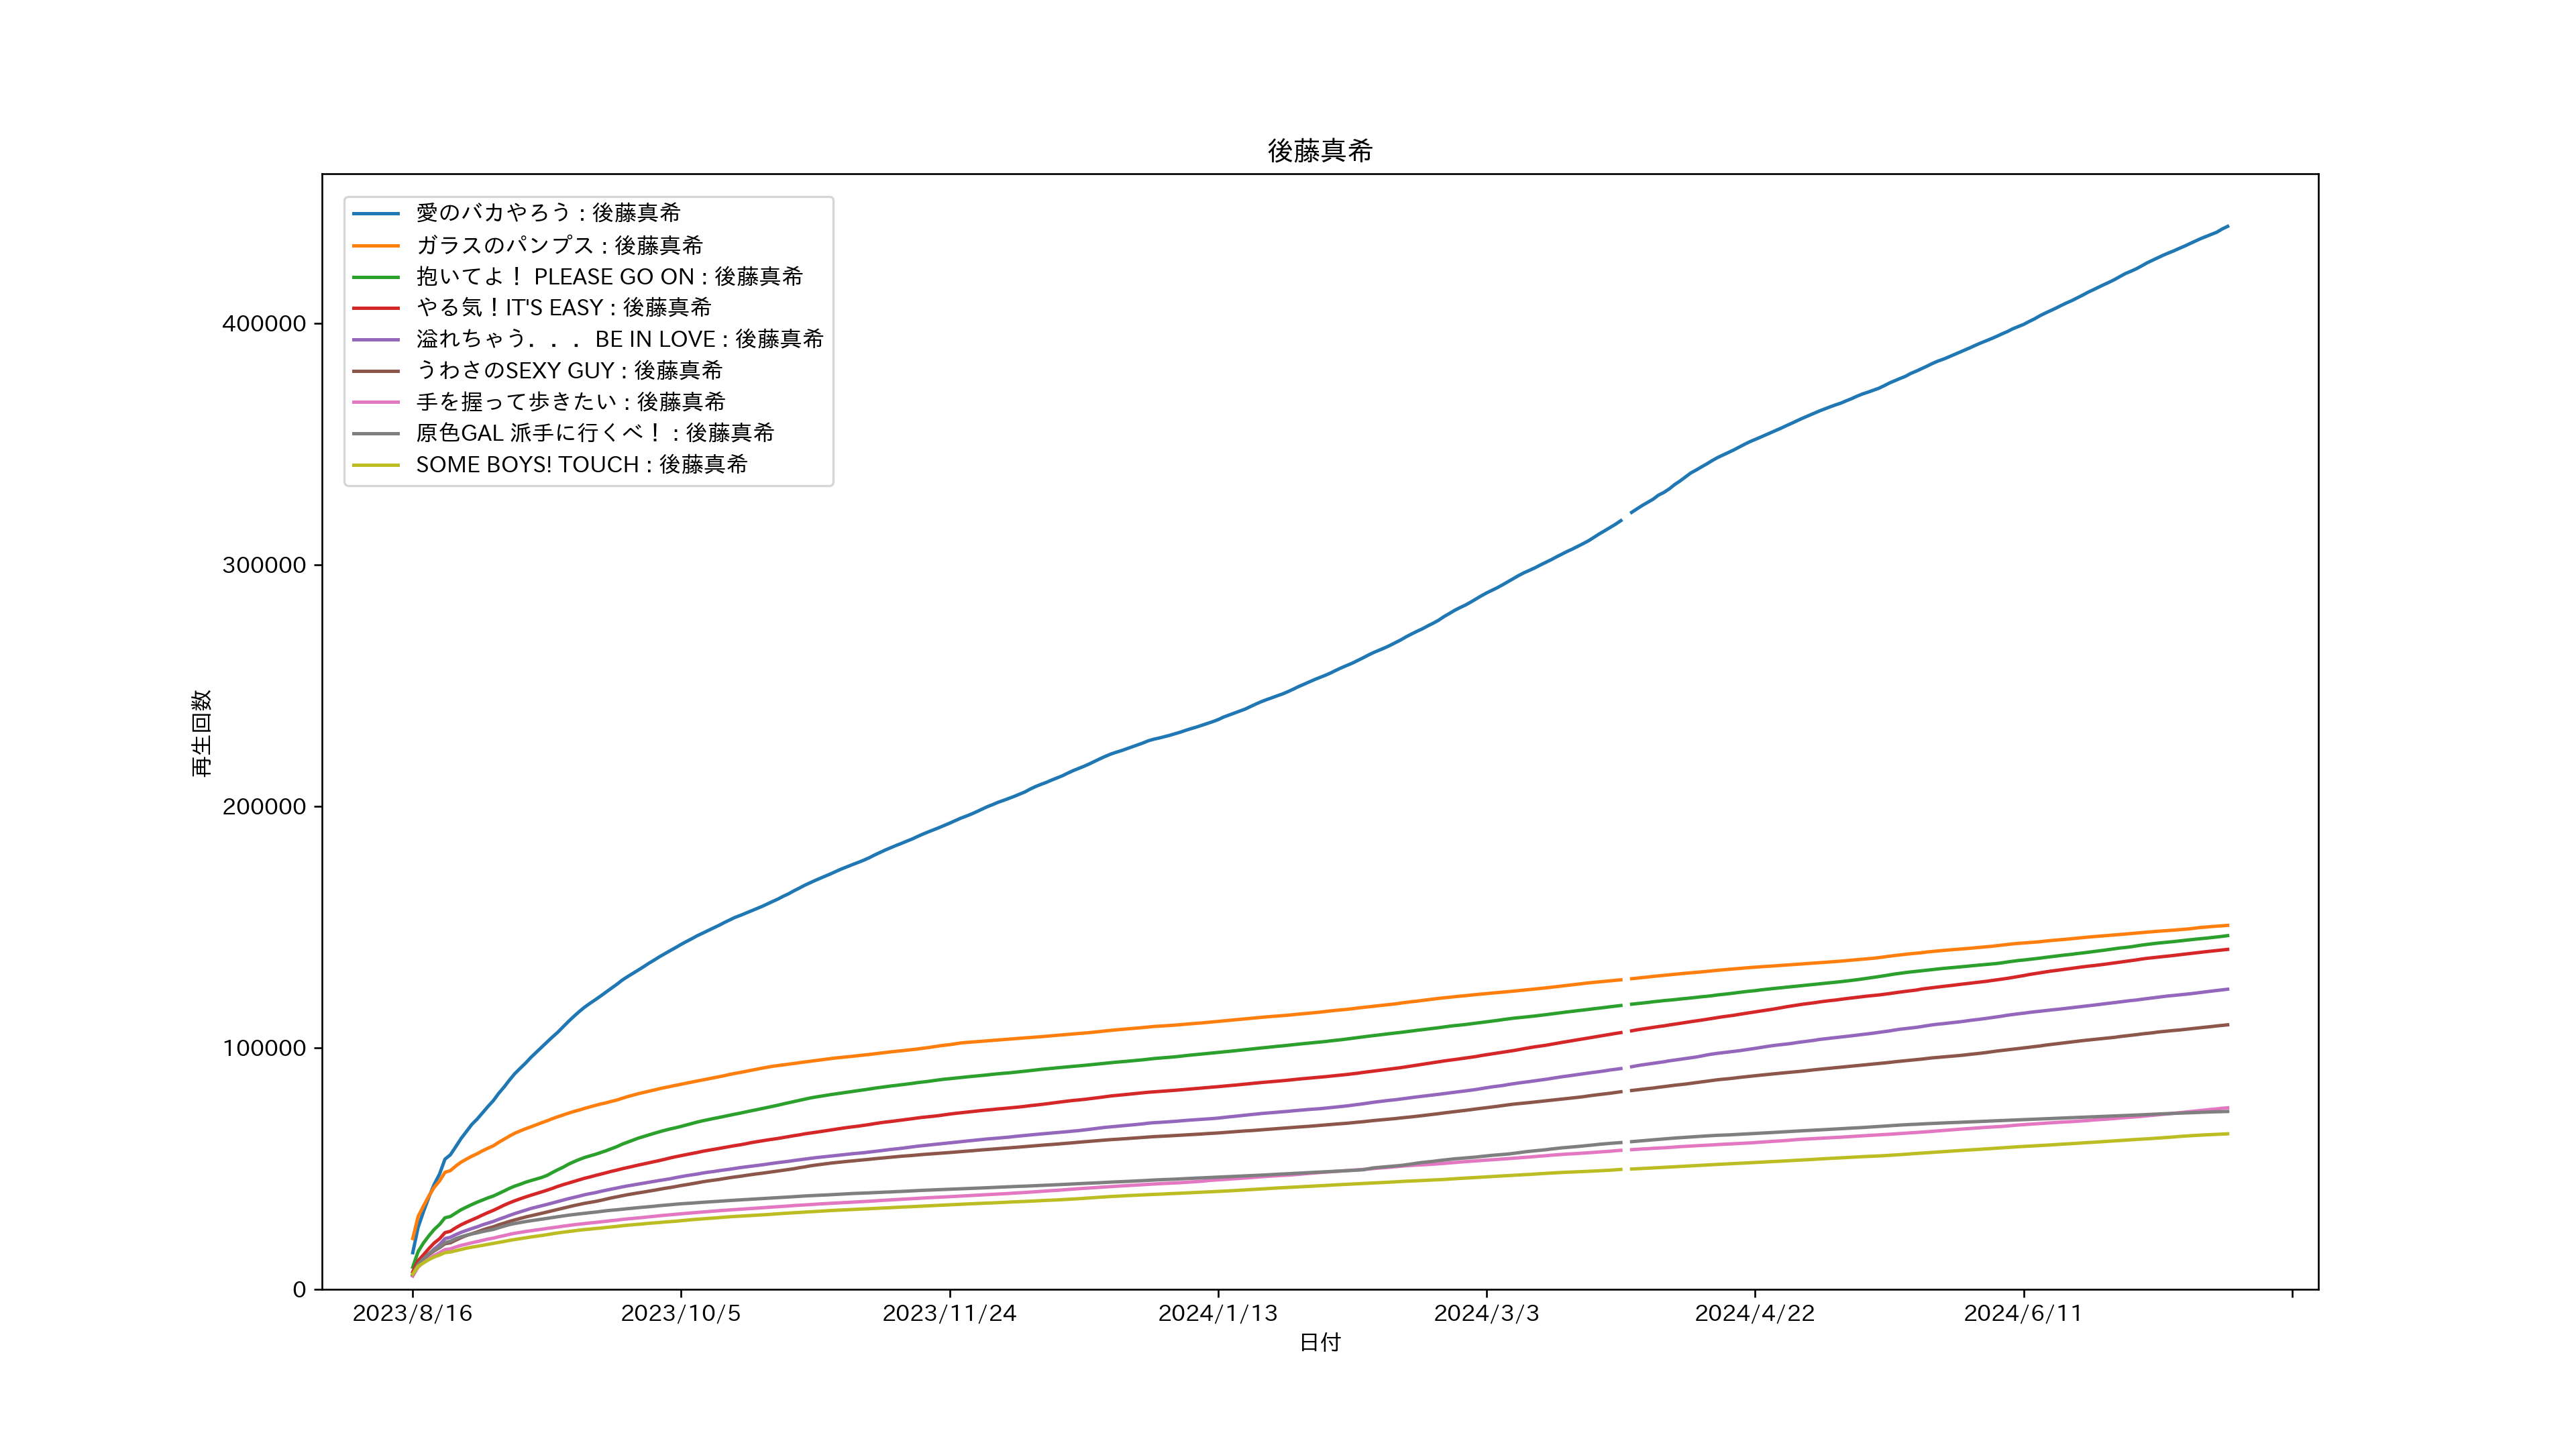 後藤真希
愛のバカやろう : 後藤真希
ガラスのパンプス : 後藤真希
抱いてよ! PLEASE GO ON : 後藤真希
やる気!IT'S EASY : 後藤真希
溢れちゃう．．．BE IN LOVE : 後藤真希
うわさのSEXY GUY : 後藤真希
手を握って歩きたい : 後藤真希
原色GAL 派手に行くべ! : 後藤真希
SOME BOYS! TOUCH : 後藤真希
400000
300000
200000
100000
0
再生回数
2023/8/16 2023/10/5 2023/11/24 2024/1/13 2024/3/3 2024/4/22 2024/6/11
日付